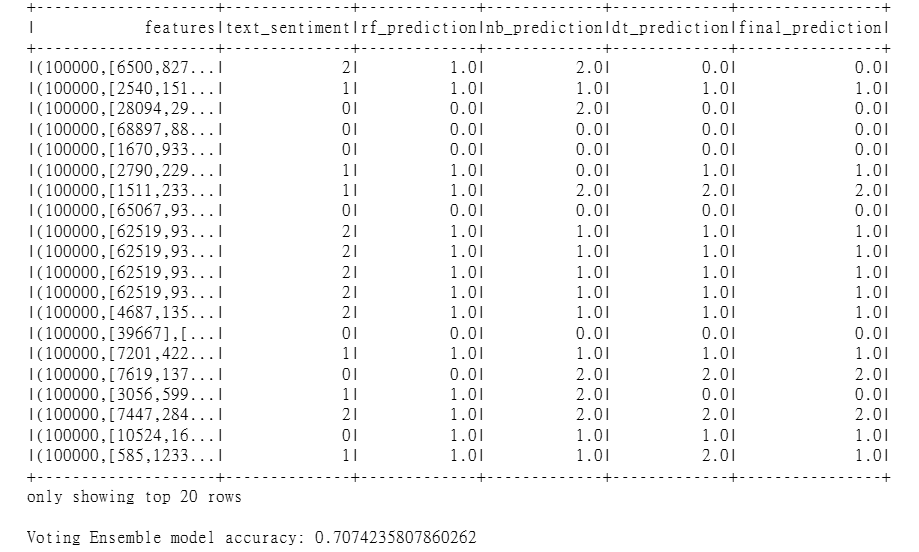 +--------------------+--------------+-------------+-------------+-------------+----------------+
|            features|text_sentiment|rf_prediction|nb_prediction|dt_prediction|final_prediction|
+--------------------+--------------+-------------+-------------+-------------+----------------+
|(100000,[6500,827...|             2|          1.0|          2.0|          0.0|             0.0|
|(100000,[2540,151...|             1|          1.0|          1.0|          1.0|             1.0|
|(100000,[28094,29...|             0|          0.0|          2.0|          0.0|             0.0|
|(100000,[68897,88...|             0|          0.0|          0.0|          0.0|             0.0|
|(100000,[1670,933...|             0|          0.0|          0.0|          0.0|             0.0|
|(100000,[2790,229...|             1|          1.0|          0.0|          1.0|             1.0|
|(100000,[1511,233...|             1|          1.0|          2.0|          2.0|             2.0|
|(100000,[65067,93...|             0|          0.0|          0.0|          0.0|             0.0|
|(100000,[62519,93...|             2|          1.0|          1.0|          1.0|             1.0|
|(100000,[62519,93...|             2|          1.0|          1.0|          1.0|             1.0|
|(100000,[62519,93...|             2|          1.0|          1.0|          1.0|             1.0|
|(100000,[62519,93...|             2|          1.0|          1.0|          1.0|             1.0|
|(100000,[4687,135...|             2|          1.0|          1.0|          1.0|             1.0|
|(100000,[39667],[...|             0|          0.0|          0.0|          0.0|             0.0|
|(100000,[7201,422...|             1|          1.0|          1.0|          1.0|             1.0|
|(100000,[7619,137...|             0|          0.0|          2.0|          2.0|             2.0|
|(100000,[3056,599...|             1|          1.0|          2.0|          0.0|             0.0|
|(100000,[7447,284...|             2|          1.0|          2.0|          2.0|             2.0|
|(100000,[10524,16...|             0|          1.0|          1.0|          1.0|             1.0|
|(100000,[585,1233...|             1|          1.0|          1.0|          2.0|             1.0|
+--------------------+--------------+-------------+-------------+-------------+----------------+
only showing top 20 rows
Voting Ensemble model accuracy: 0.7074235807860262